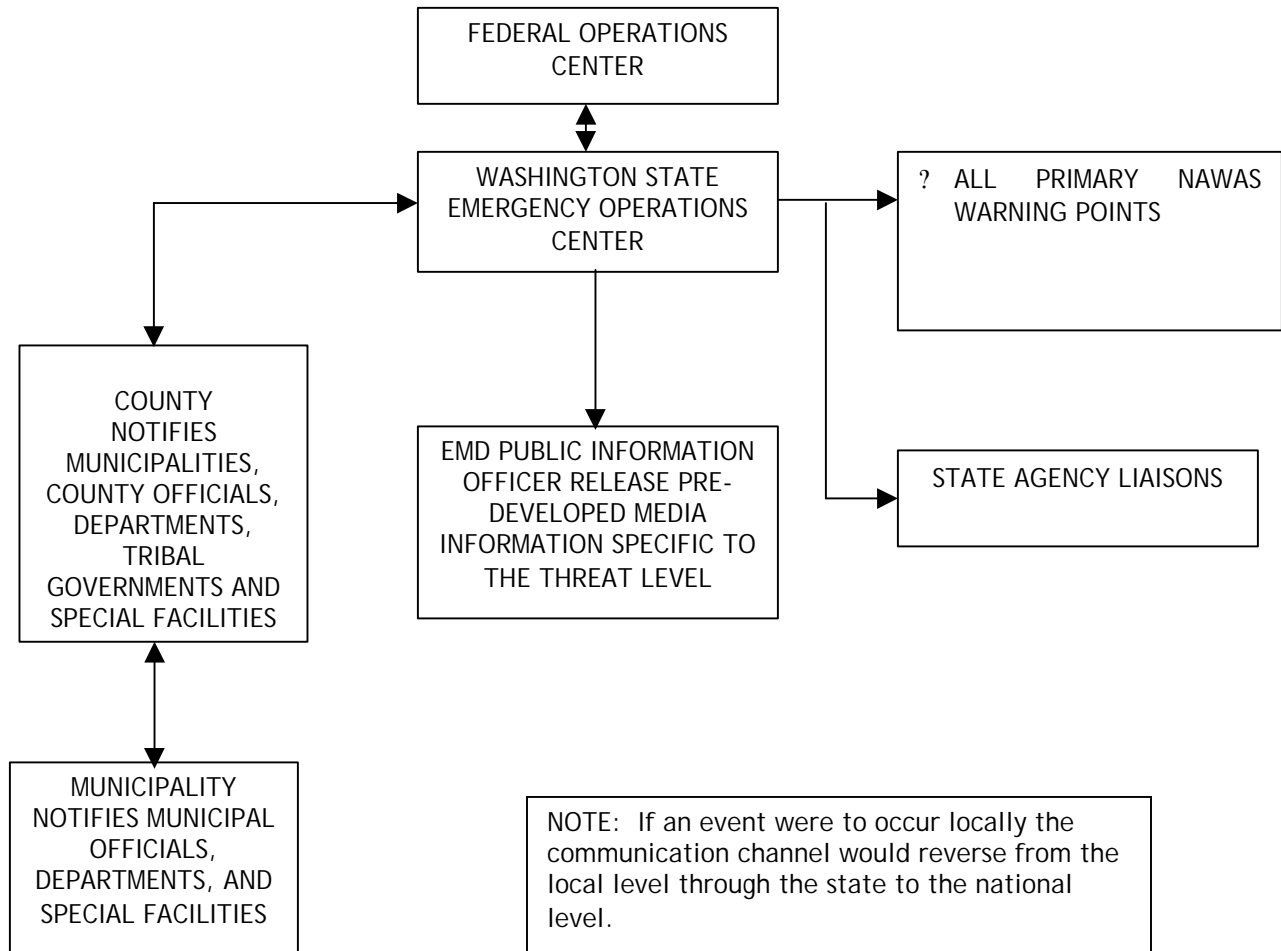 FEDERAL OPERATIONS
CENTER
WASHINGTON STATE
EMERGENCY OPERATIONS
CENTER
? ALL PRIMARY NAWAS
WARNING POINTS
COUNTY
NOTIFIES
MUNICIPALITIES,
COUNTY OFFICIALS,
DEPARTMENTS,
TRIBAL
GOVERNMENTS AND
SPECIAL FACILITIES
EMD PUBLIC INFORMATION
OFFICER RELEASE PRE-
DEVELOPED MEDIA
INFORMATION SPECIFIC TO
THE THREAT LEVEL
STATE AGENCY LIAISONS
MUNICIPALITY
NOTIFIES MUNICIPAL
OFFICIALS,
DEPARTMENTS, AND
SPECIAL FACILITIES
NOTE: If an event were to occur locally the
communication channel would reverse from the
local level through the state to the national
level.